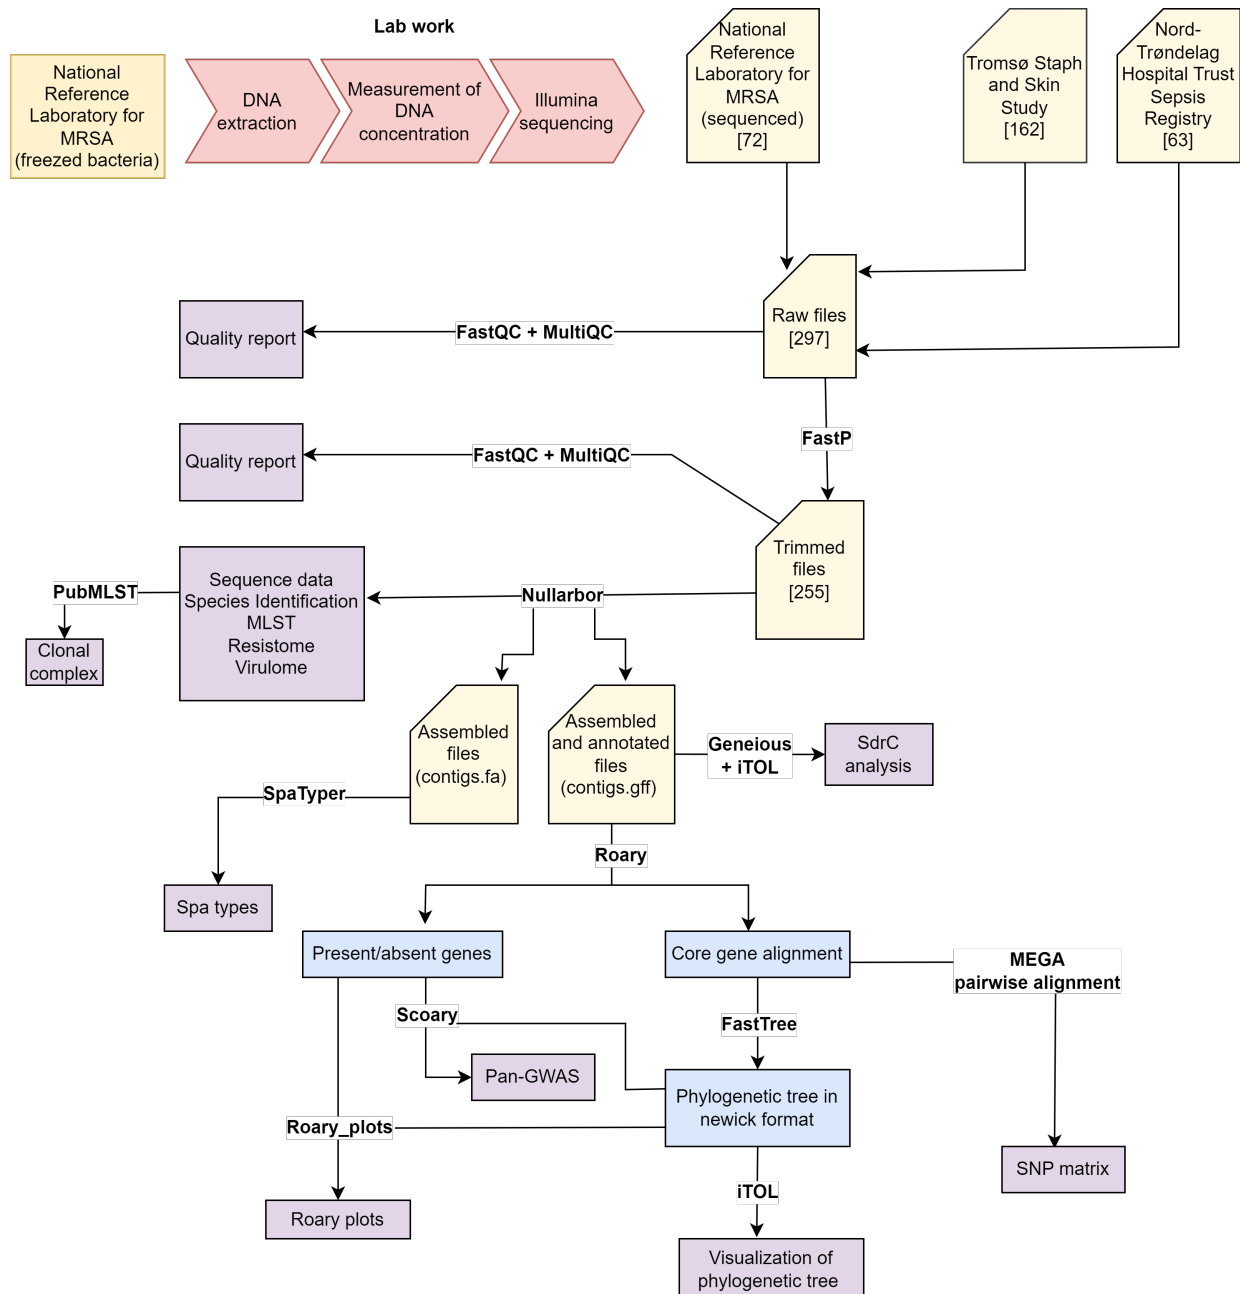 Lab work
National
Reference
Laboratory for
MRSA
(freezed bacteria)
DNA
extraction
Measurement of
DNA
concentration
Illumina
sequencing
National
Reference
Laboratory for
MRSA
(sequenced)
[72]
Tromsø Staph
and Skin
Study
[162]
Nord-
Trøndelag
Hospital Trust
Sepsis
Registry
[63]
Raw files
[297]
FastQC + MultiQC
Quality report
FastP
FastQC + MultiQC
Quality report
Trimmed
files
[255]
Nullarbor
Sequence data
Species Identification
MLST
Resistome
Virulome
PubMLST
Clonal
complex
Assembled
files
(contigs.fa)
Assembled
and annotated
files
(contigs.gff)
Geneious
+ iTOL
SdrC
analysis
SpaTyper
Spa types
Roary
Present/absent genes
Core gene alignment
MEGA
pairwise alignment
Scoary
FastTree
Pan-GWAS
Phylogenetic tree in
newick format
Roary_plots
SNP matrix
iTOL
Roary plots
Visualization of
phylogenetic tree